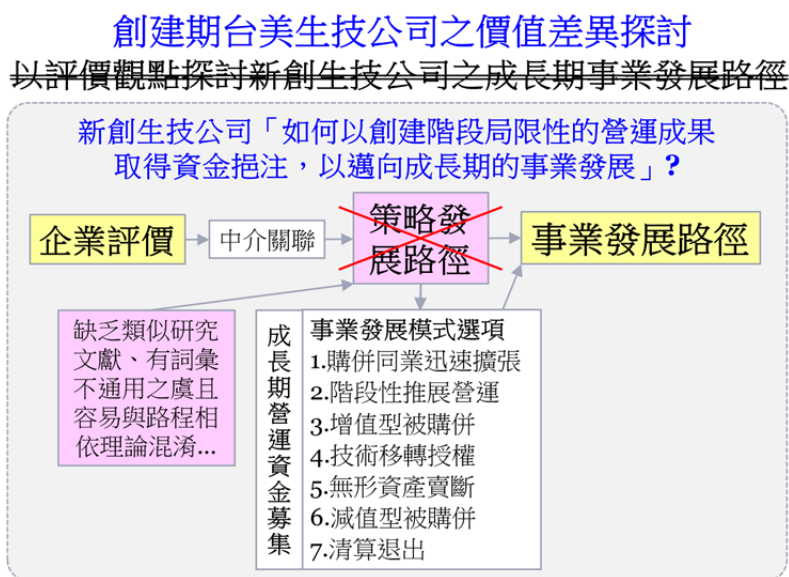 創建期台美生技公司之價值差異探討
以評價觀點探討新創生技公司之成長期事業發展路徑
新創生技公司「如何以創建階段局限性的營運成果
取得資金挹注，以邁向成長期的事業發展」?
企業評價
中介關聯
策略發
展路徑
事業發展路徑
缺乏類似研究
文獻、有詞彙
不通用之虞且
容易與路程相
依理論混淆...
成長期營運資金募集
事業發展模式選項
1.購併同業迅速擴張
2.階段性推展營運
3.增值型被購併
4.技術移轉授權
5.無形資產賣斷
6.減值型被購併
7.清算退出